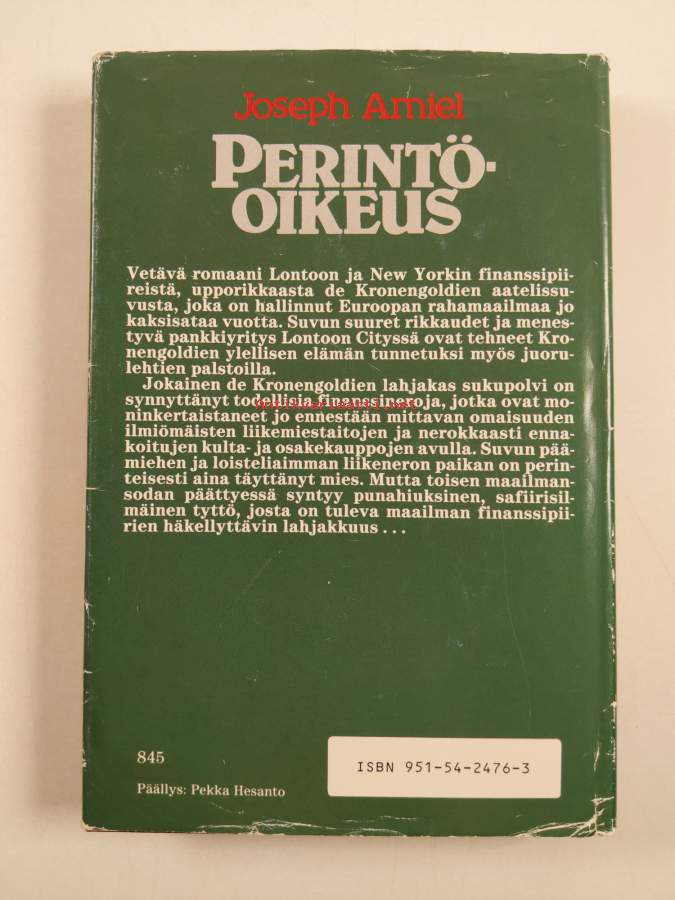 Joseph Amiel
PERINTÖ-
OIKEUS
Vetävä romaani Lontoon ja New Yorkin finanssipii-
reistä, upporikkaasta de Kronengoldien aatelissu-
vusta, joka on hallinnut Euroopan rahamaailmaa jo
kaksisataa vuotta. Suvun suuret rikkaudet ja menes-
tyvä pankkiyritys Lontoon Cityssä ovat tehneet Kro-
nengoldien ylellisen elämän tunnetuksi myös juoru-
lehtien palstoilla.
Jokainen de Kronengoldien lahjakas sukupolvi on
synnyttänyt todellisia finanssineroja, jotka ovat mo-
ninkertaistaneet jo ennestään mittavan omaisuuden
ilmiömäisten liikemiestaitojen ja nerokkaasti enna-
koitujen kulta- ja osakekauppojen avulla. Suvun pää-
miehen ja loisteliaimman liikeneron paikan on perin-
teisesti aina täyttänyt mies. Mutta toisen maailman-
sodan päättyessä syntyy punahiuksinen, safiirisil-
mäinen tyttö, josta on tuleva maailman finanssipii-
rien häkellyttävin lahjakkuus ...
845
Päällys: Pekka Hesanto
ISBN 951-54-2476-3